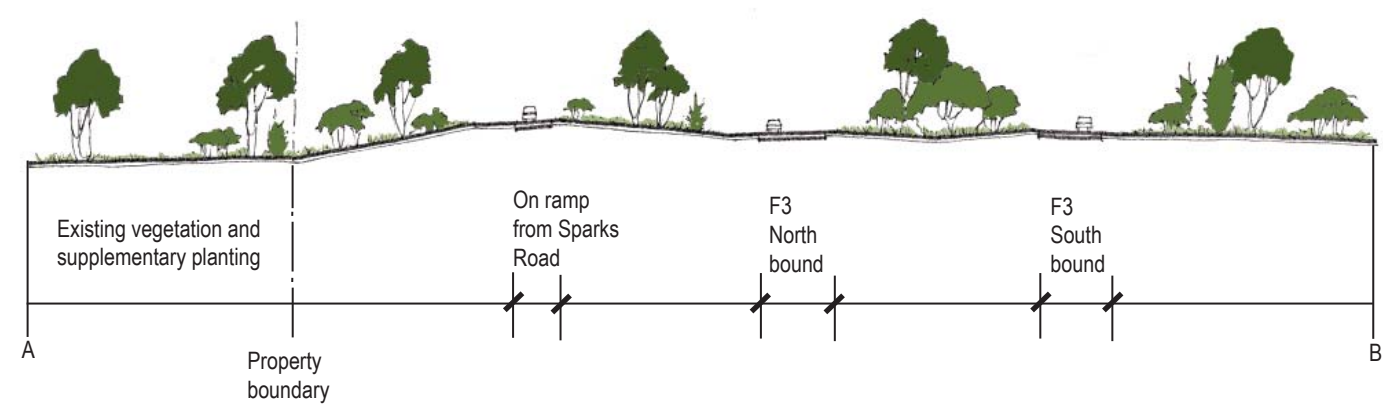 Existing vegetation and
supplementary planting
On ramp
from Sparks
Road
F3
North
bound
F3
South
bound
A
Property
boundary
B